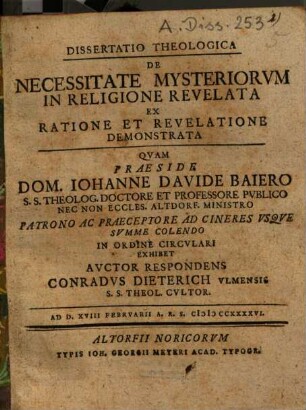 A. Diss. 253
DISSERTATIO THEOLOGICA
DE
NECESSITATE MYSTERIORVM
IN RELIGIONE REVELATA
EX
RATIONE ET REVELATIONE
DEMONSTRATA
QVAM
PRAESIDE
DOM. IOHANNE DAVIDE BAIERO
S. S. THEOLOG. DOCTORE ET PROFESSORE PVBLICO
NEC NON ECCLES. ALTDORF. MINISTRO
PATRONO AC PRAECEPTORE AD CINERES VSQVE
SVMME COLENDO
IN ORDINE CIRCVLARI
EXHIBET
AVCTOR RESPONDENS
CONRADVS DIETERICH VLMENSIS
S. S. THEOL. CVLTOR.
AD D. XVIII FEBRVARII A. R. S. CIƆIƆCCXXXXVI.
ALTORFII NORICORVM
TYPIS IOH. GEORGII MEYERI ACAD. TYPOGR.